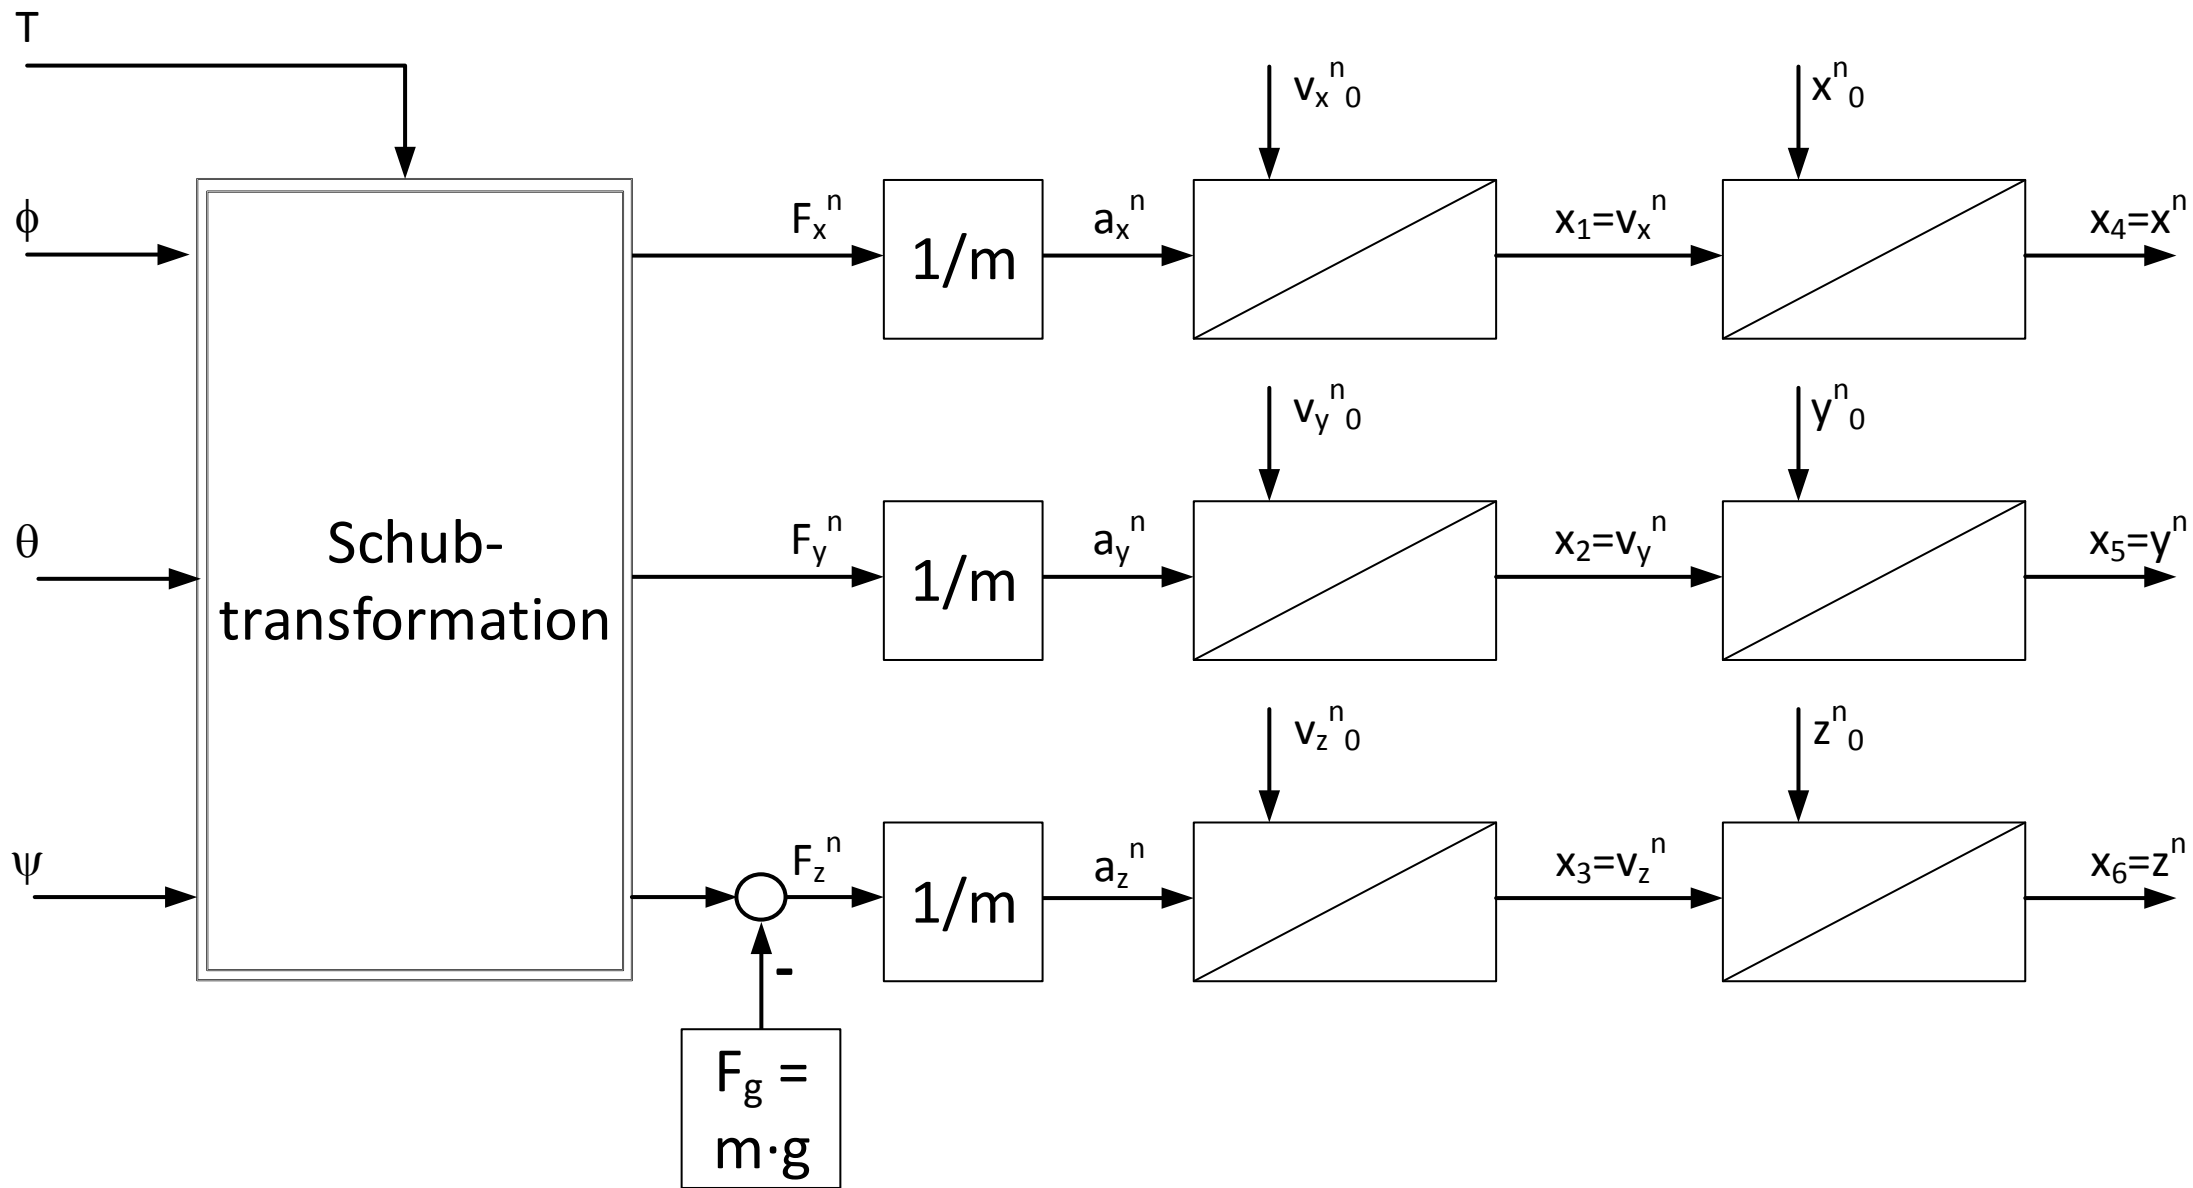 T
v_x^n_0
x^n_0
ϕ
F_x^n
1/m
a_x^n
x_1=v_x^n
x_4=x^n
v_y^n_0
y^n_0
θ
Schub-
transformation
F_y^n
1/m
a_y^n
x_2=v_y^n
x_5=y^n
v_z^n_0
z^n_0
ψ
F_z^n
1/m
a_z^n
x_3=v_z^n
x_6=z^n
-
F_g =
m·g